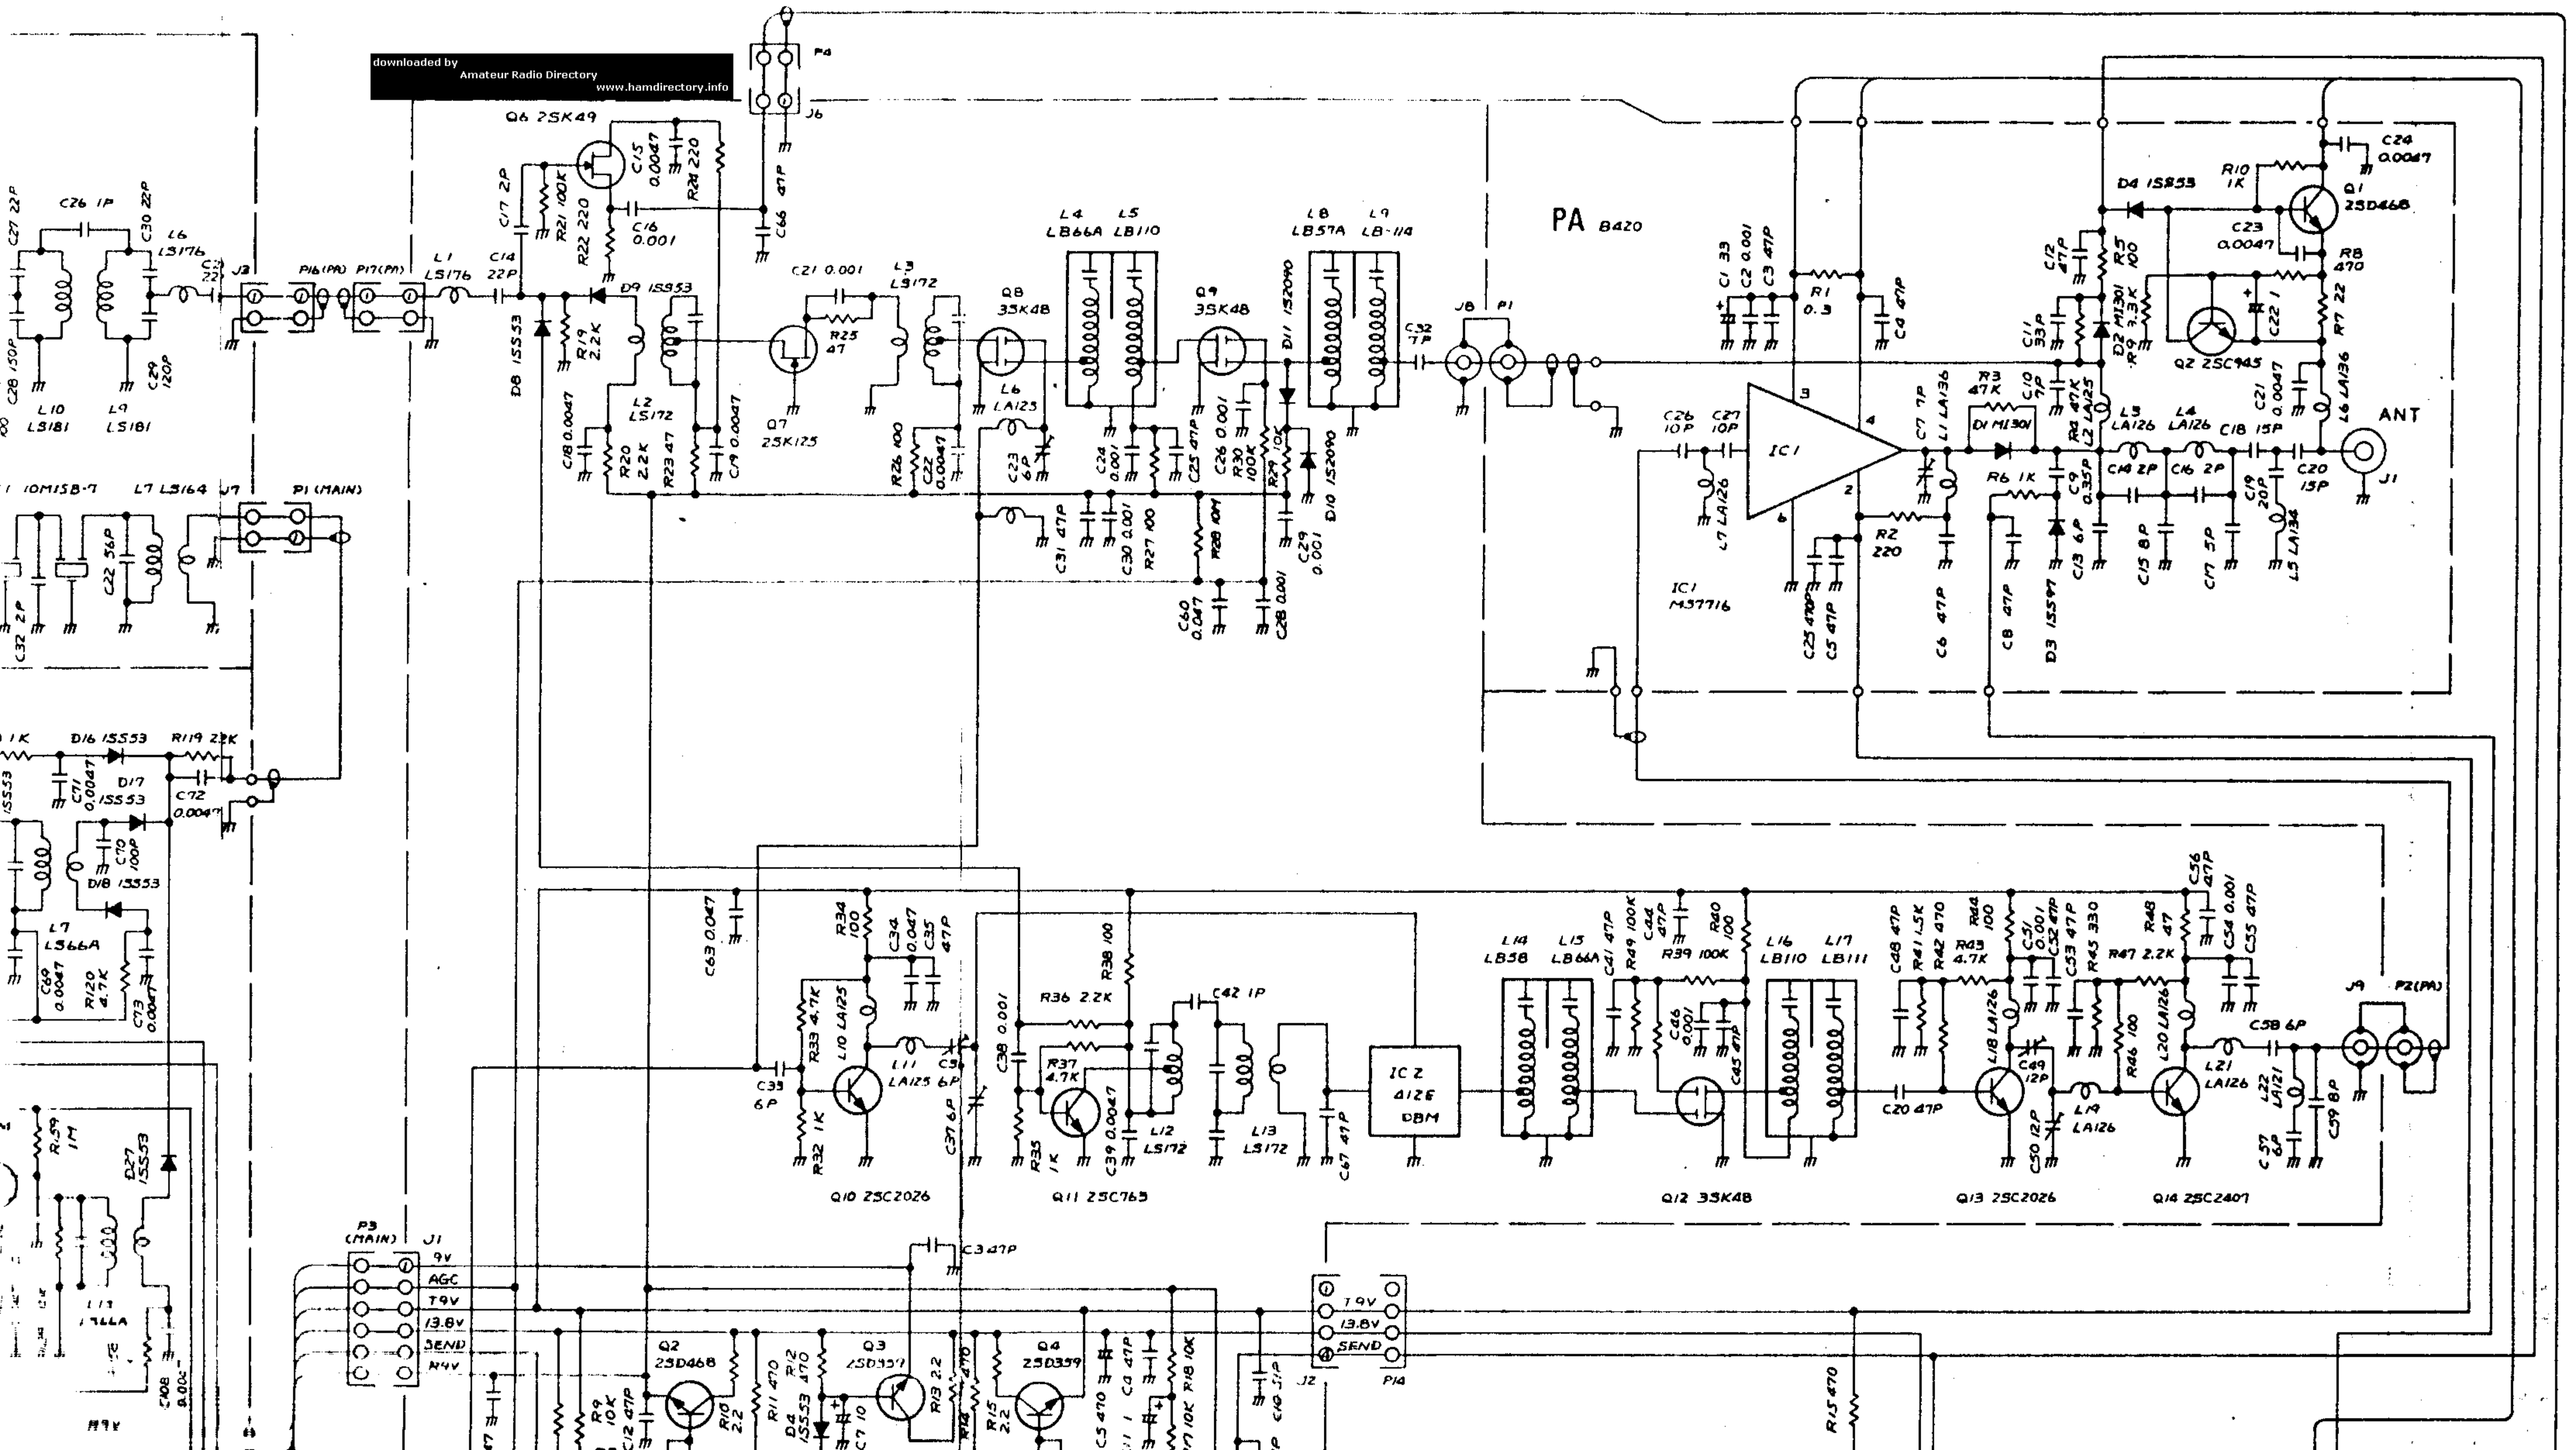 downloaded by
Amateur Radio Directory
www.hamdirectory.info
P4
J6
Q6 2SK49
C15
0.0047
R24 220
C17 2P
R21 100K
R22 220
C16
0.001
C66 47P
C27 22P
C26 1P
C30 22P
L6
LS176
J3
P16(PA)
P17(PA)
L1
LS176
C14
22P
C28 150P
C29
120P
L10
LS181
L9
LS181
D8 1SS53
R19
2.2K
D9 1SS53
L2
LS172
C18 0.0047
R20
2.2K
R23 47
C19 0.0047
C21 0.001
R25
47
Q7
2SK125
L3
LS172
R26 100
C22
0.0047
Q8
3SK48
L6
LA125
C23
6P
L4
LB66A
L5
LB110
C24
0.001
C25 47P
C31 47P
C30 0.001
R27 100
Q9
3SK48
C26 0.001
R30
100K
R29 10K
R28 10M
D11 1S2090
D10 1S2090
C29
0.001
C60
0.047
C28 0.001
L8
LB57A
L9
LB-114
C32
7P
J8
P1
PA B420
C1 33
C2 0.001
C3 47P
R1
0.3
C4 47P
C26
10P
C27
10P
L7 LA126
IC1
3
4
2
IC1
M57716
C25 470P
C5 47P
R2
220
C6 47P
C7 7P
L1 LA136
R3
47K
D1 MI301
R6 1K
C8 47P
D3 1SS97
C9
0.35P
C10
7P
R4 47K
L2 LA125
C11
33P
C12
47P
R5
100
D2 MI301
R9 3.3K
D4 1SS53
R10
1K
Q1
2SD468
C24
0.0047
C23
0.0047
R8
470
C22 1
R7 22
Q2 2SC945
C21
0.0047
L6 LA136
L3
LA126
L4
LA126
C18 15P
C14 2P
C16 2P
C19
20P
C20
15P
C13 6P
C15 8P
C17 5P
L5 LA134
ANT
J1
10M15B-7
L7 LS164
J7
P1 (MAIN)
C22 56P
C32 2P
1K
D16 1SS53
R119 22K
C71
0.0047
D17
1SS53
C72
0.0047
C70
100P
D18 1SS53
L7
LS66A
C69
0.0047
R120
4.7K
C73
0.0047
R159
1M
D27
1SS53
C63 0.047
R34
100
C34
0.047
C35
47P
R33 4.7K
L10 LA125
C33
6P
R32 1K
L11
LA125
6P
C37 6P
Q10 2SC2026
C38 0.001
R36 2.2K
R37
4.7K
R38 100
R35
1K
C39 0.0047
Q11 2SC763
C42 1P
L12
LS172
L13
LS172
C67 47P
IC2
412E
DBM
L14
LB58
L15
LB66A
C41 47P
R49 100K
C44
47P
R39 100K
R40
100
C46
0.001
C45 47P
Q12 3SK48
L16
LB110
L17
LB111
C20 47P
C48 47P
R41 1.5K
R42 470
R43
4.7K
R44
100
C51
0.001
C52 47P
L18 LA126
C49
12P
C50 12P
L19
LA126
Q13 2SC2026
C53 47P
R45 330
R47 2.2K
R46 100
R48
47
L20 LA126
C56
47P
C54 0.001
C55 47P
L21
LA126
C58 6P
L22
LA121
C57
6P
C59 8P
Q14 2SC2407
J9
P2(PA)
P3
(MAIN)
J1
9V
AGC
T9V
13.8V
SEND
R9V
C3 47P
Q2
2SD468
R9
10K
C12 47P
R10
2.2
R11 470
R12
470
D4
1SS53
C7 10
Q3
2SD359
R13 2.2
R14 470
R15
2.2
Q4
2SD359
C5 470
C4 47P
R18 10K
T9V
13.8V
SEND
J2
P14
R15 470